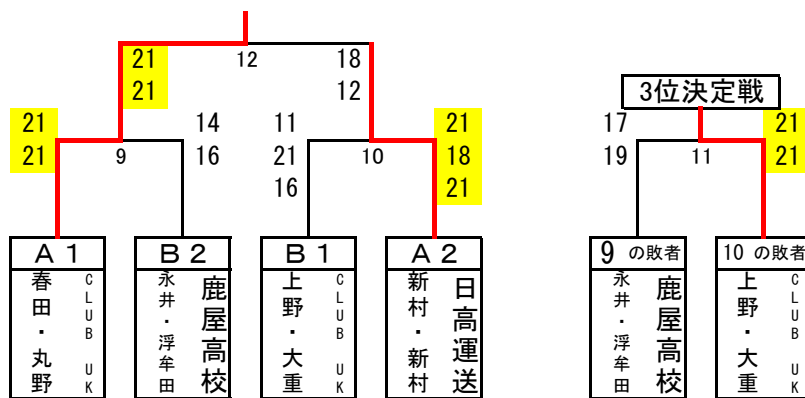 21 12 18
21 12
3位決定戦
21 14 11 21 17 21
21 9 16 21 10 18 19 11 21
16 21
A1 B2 B1 A2 9 の敗者 10 の敗者
春田・丸野 CLUB UK
永井・浮牟田 鹿屋高校
上野・大重 CLUB UK
新村・新村 日高運送
永井・浮牟田 鹿屋高校
上野・大重 CLUB UK